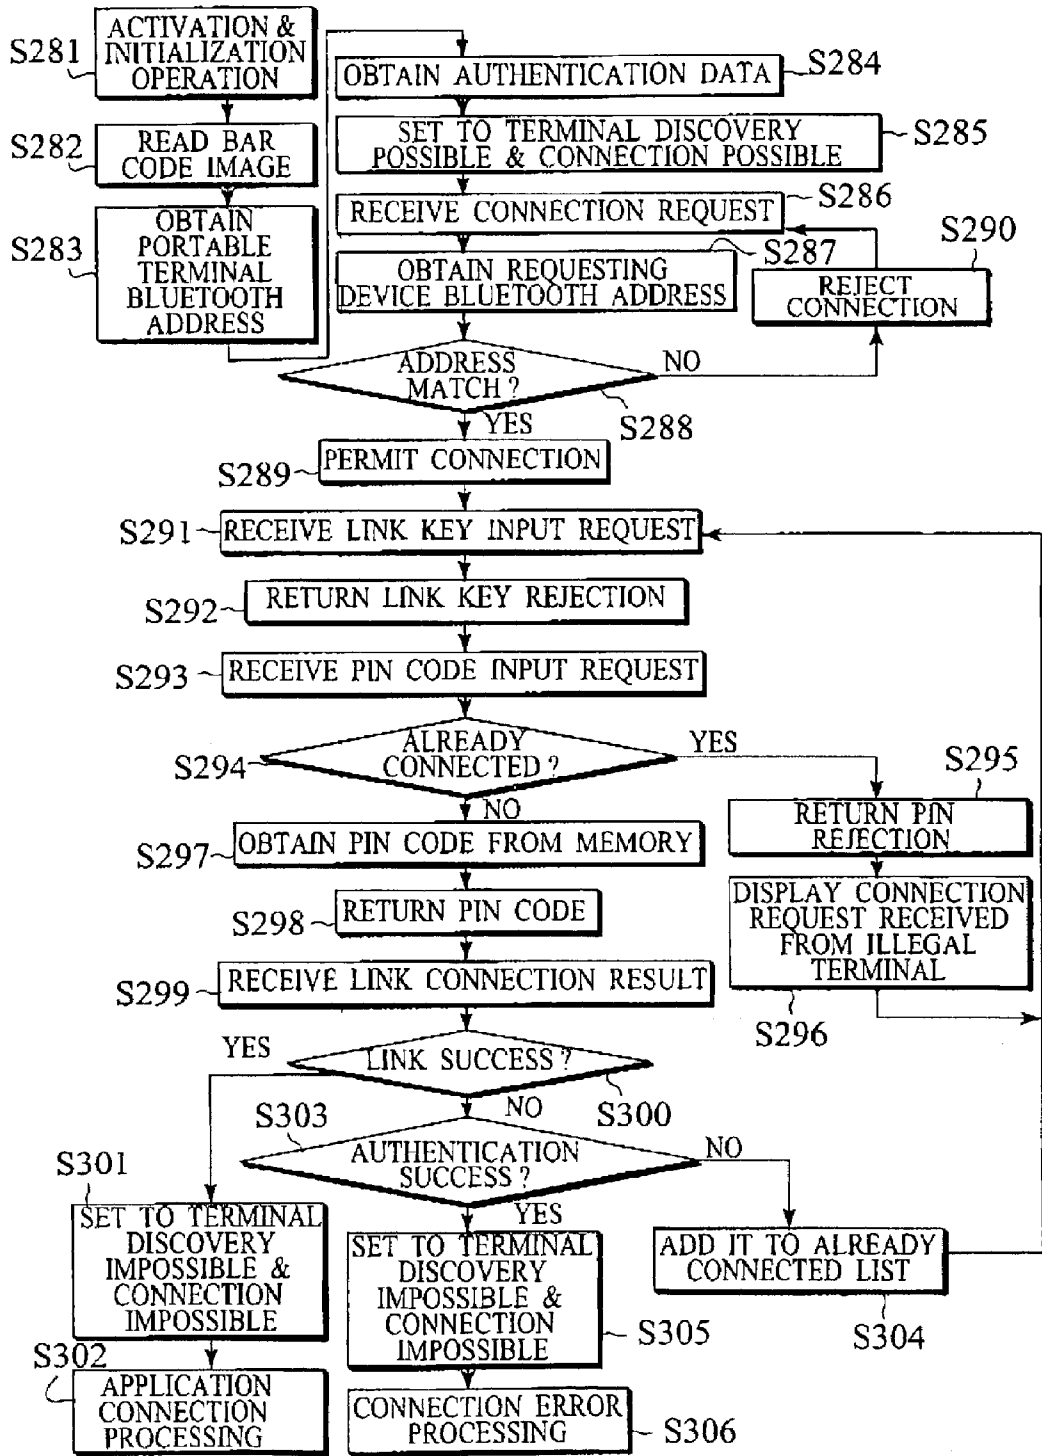 S281
ACTIVATION &
INITIALIZATION
OPERATION
S282
READ BAR
CODE IMAGE
S283
OBTAIN
PORTABLE
TERMINAL
BLUETOOTH
ADDRESS
OBTAIN AUTHENTICATION DATA
S284
SET TO TERMINAL DISCOVERY
POSSIBLE & CONNECTION POSSIBLE
S285
RECEIVE CONNECTION REQUEST
S286
S287
OBTAIN REQUESTING
DEVICE BLUETOOTH ADDRESS
S290
REJECT
CONNECTION
ADDRESS
MATCH ?
NO
S288
YES
S289
PERMIT CONNECTION
S291
RECEIVE LINK KEY INPUT REQUEST
S292
RETURN LINK KEY REJECTION
S293
RECEIVE PIN CODE INPUT REQUEST
S294
ALREADY
CONNECTED ?
YES
NO
S295
RETURN PIN
REJECTION
S297
OBTAIN PIN CODE FROM MEMORY
DISPLAY CONNECTION
REQUEST RECEIVED
FROM ILLEGAL
TERMINAL
S296
S298
RETURN PIN CODE
S299
RECEIVE LINK CONNECTION RESULT
YES
LINK SUCCESS ?
S300
NO
S303
AUTHENTICATION
SUCCESS ?
NO
YES
S301
SET TO TERMINAL
DISCOVERY
IMPOSSIBLE &
CONNECTION
IMPOSSIBLE
SET TO TERMINAL
DISCOVERY
IMPOSSIBLE &
CONNECTION
IMPOSSIBLE
S305
ADD IT TO ALREADY
CONNECTED LIST
S304
S302
APPLICATION
CONNECTION
PROCESSING
CONNECTION ERROR
PROCESSING
S306